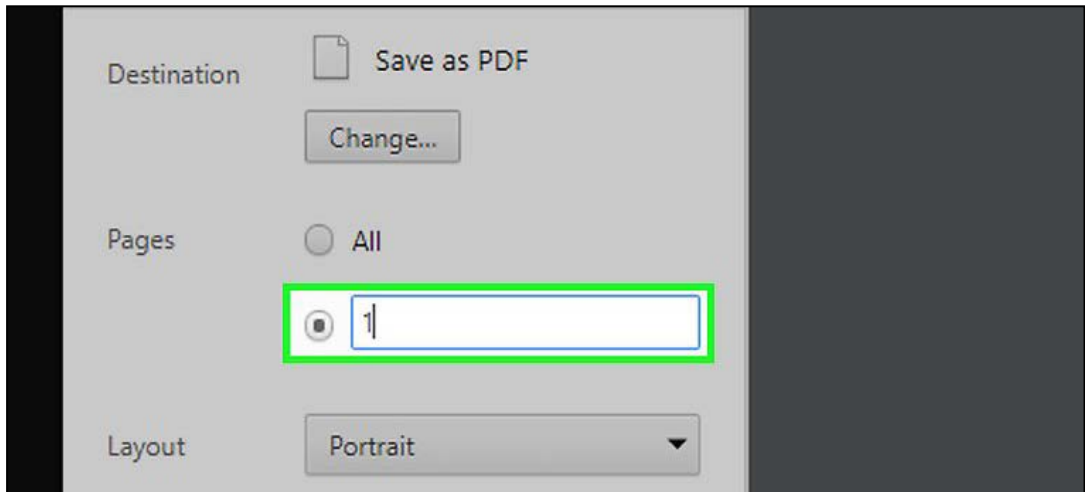 Destination
Save as PDF
Change...
Pages
All
1
Layout
Portrait